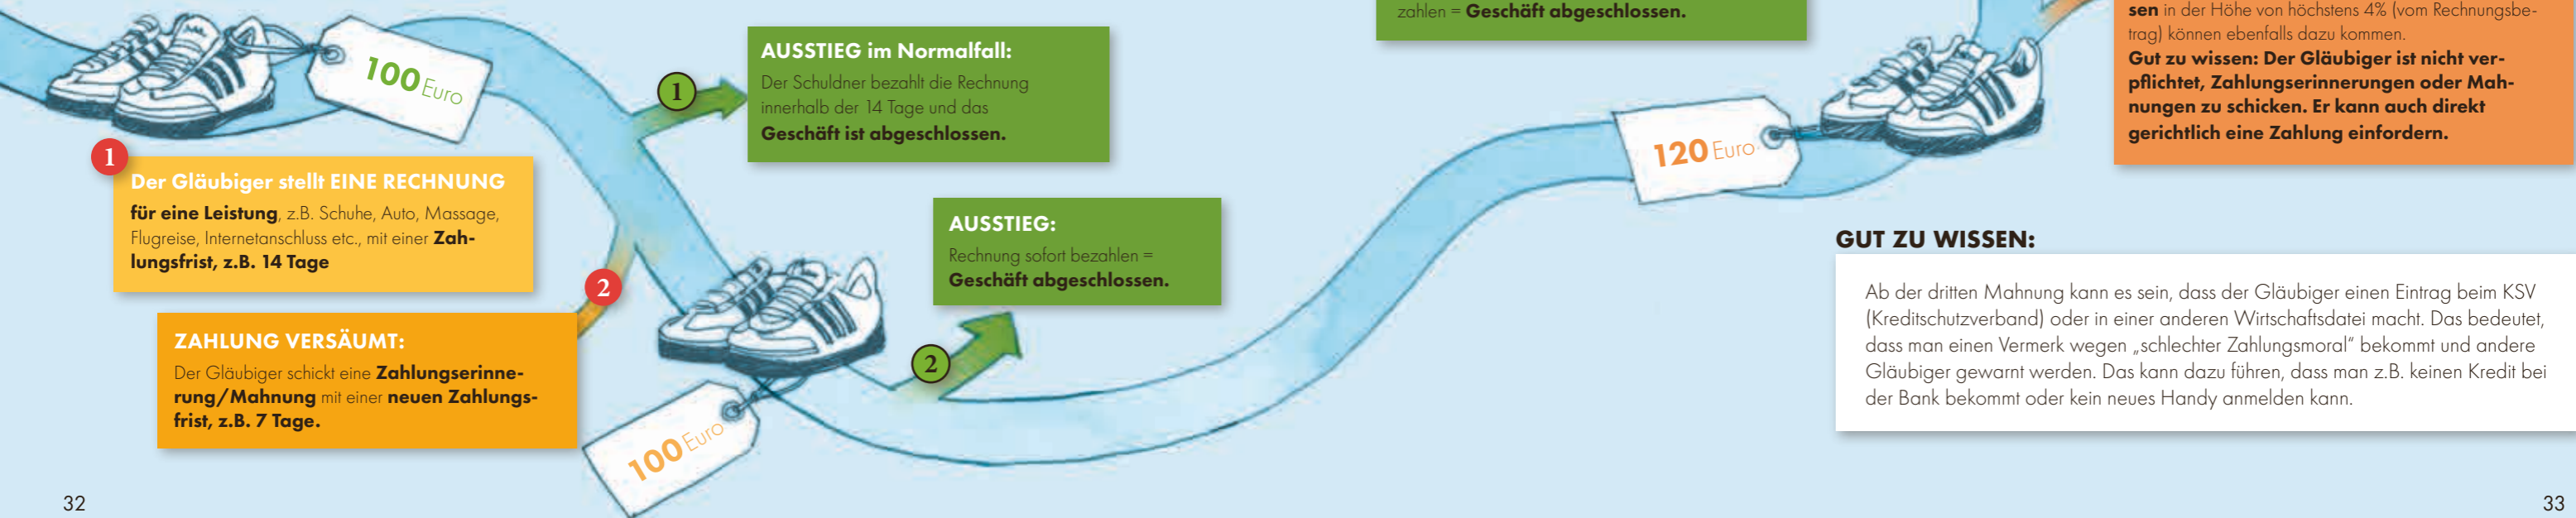 100 Euro
1
AUSSTIEG im Normalfall:
Der Schuldner bezahlt die Rechnung
innerhalb der 14 Tage und das
Geschäft ist abgeschlossen.
1
Der Gläubiger stellt EINE RECHNUNG
für eine Leistung, z.B. Schuhe, Auto, Massage,
Flugreise, Internetanschluss etc., mit einer Zah-
lungsfrist, z.B. 14 Tage
2
ZAHLUNG VERSÄUMT:
Der Gläubiger schickt eine Zahlungserinne-
rung/Mahnung mit einer neuen Zahlungs-
frist, z.B. 7 Tage.
100 Euro
AUSSTIEG:
Rechnung sofort bezahlen =
Geschäft abgeschlossen.
2
32
zahlen = Geschäft abgeschlossen.
120 Euro
sen in der Höhe von höchstens 4% (vom Rechnungsbe-
trag) können ebenfalls dazu kommen.
Gut zu wissen: Der Gläubiger ist nicht ver-
pflichtet, Zahlungserinnerungen oder Mah-
nungen zu schicken. Er kann auch direkt
gerichtlich eine Zahlung einfordern.
GUT ZU WISSEN:
Ab der dritten Mahnung kann es sein, dass der Gläubiger einen Eintrag beim KSV
(Kreditschutzverband) oder in einer anderen Wirtschaftsdatei macht. Das bedeutet,
dass man einen Vermerk wegen „schlechter Zahlungsmoral“ bekommt und andere
Gläubiger gewarnt werden. Das kann dazu führen, dass man z.B. keinen Kredit bei
der Bank bekommt oder kein neues Handy anmelden kann.
33